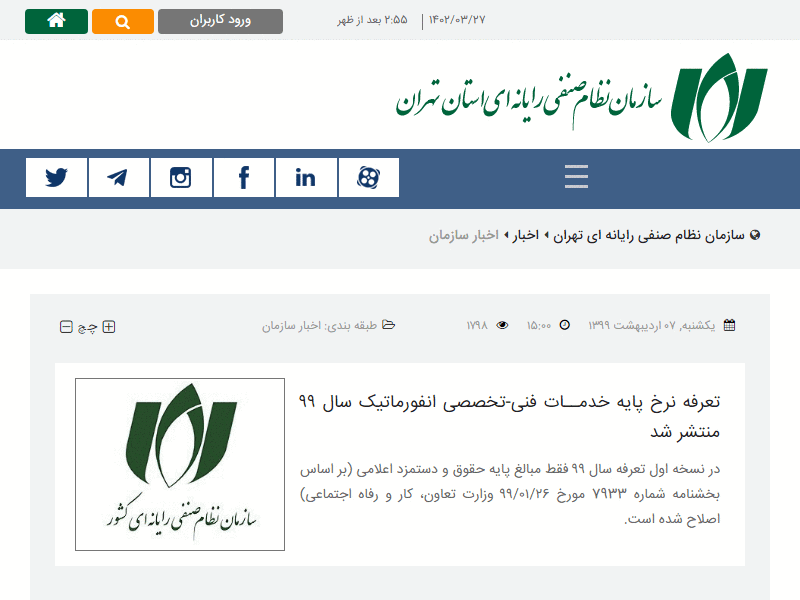 ورود کاربران
۱۴۰۲/۰۳/۲۷
۲:۵۵ بعد از ظهر
سازمان نظام صنفی رایانه ای استان تهران
سازمان نظام صنفی رایانه ای تهران
اخبار
اخبار سازمان
یکشنبه, ۰۷ اردیبهشت ۱۳۹۹
۱۵:۰۰
۱۷۹۸
طبقه بندی: اخبار سازمان
چ چ
تعرفه نرخ پایه خدمــات فنی-تخصصی انفورماتیک سال ۹۹
منتشر شد
در نسخه اول تعرفه سال ۹۹ فقط مبالغ پایه حقوق و دستمزد اعلامی (بر اساس
بخشنامه شماره ۷۹۳۳ مورخ ۹۹/۰۱/۲۶ وزارت تعاون، کار و رفاه اجتماعی)
اصلاح شده است.
سازمان نظام صنفی رایانه ای کشور